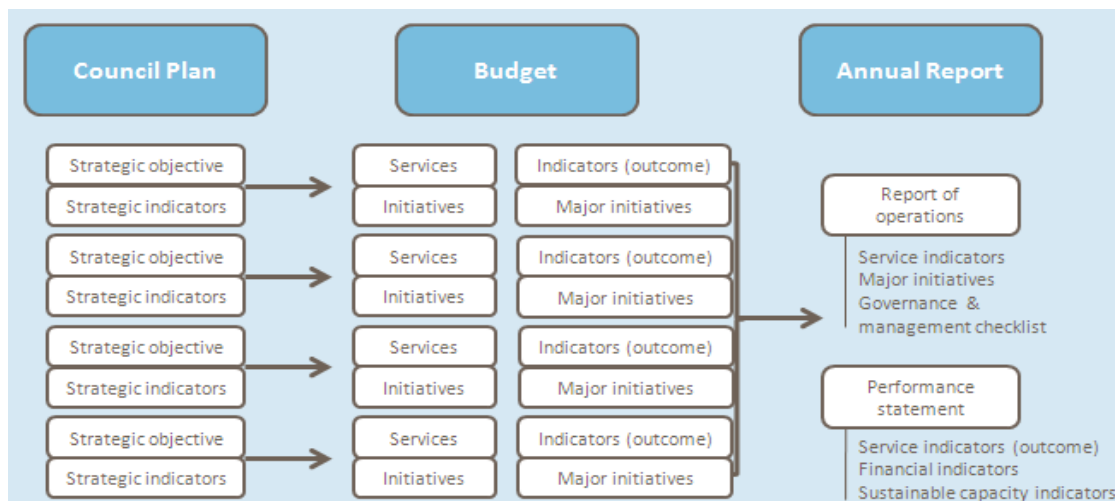 Council Plan
Budget
Annual Report
Strategic objective
Strategic indicators
Services
Initiatives
Indicators (outcome)
Major initiatives
Strategic objective
Strategic indicators
Services
Initiatives
Indicators (outcome)
Major initiatives
Strategic objective
Strategic indicators
Services
Initiatives
Indicators (outcome)
Major initiatives
Strategic objective
Strategic indicators
Services
Initiatives
Indicators (outcome)
Major initiatives
Report of
operations
Service indicators
Major initiatives
Governance &
management checklist
Performance
statement
Service indicators (outcome)
Financial indicators
Sustainable capacity indicators